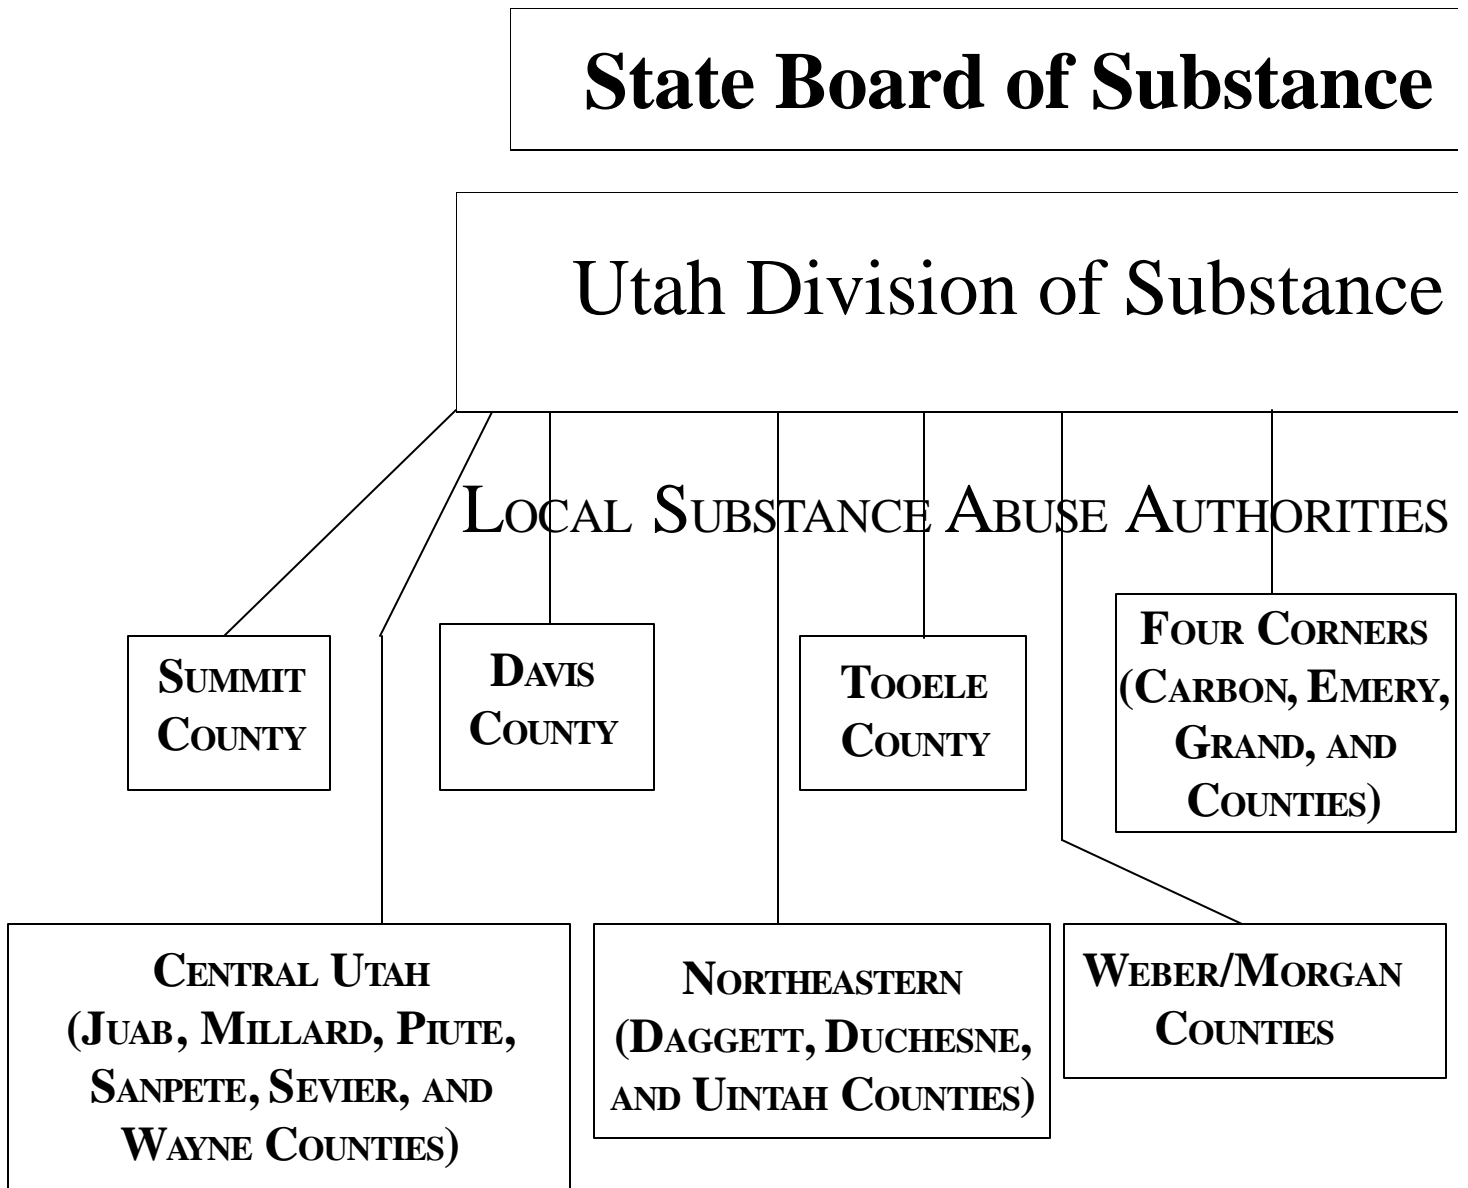 State Board of Substance
Utah Division of Substance
LOCAL SUBSTANCE ABUSE AUTHORITIES
SUMMIT
COUNTY
DAVIS
COUNTY
TOOELE
COUNTY
FOUR CORNERS
(CARBON, EMERY,
GRAND, AND
COUNTIES)
CENTRAL UTAH
(JUAB, MILLARD, PIUTE,
SANPETE, SEVIER, AND
WAYNE COUNTIES)
NORTHEASTERN
(DAGGETT, DUCHESNE,
AND UINTAH COUNTIES)
WEBER/MORGAN
COUNTIES